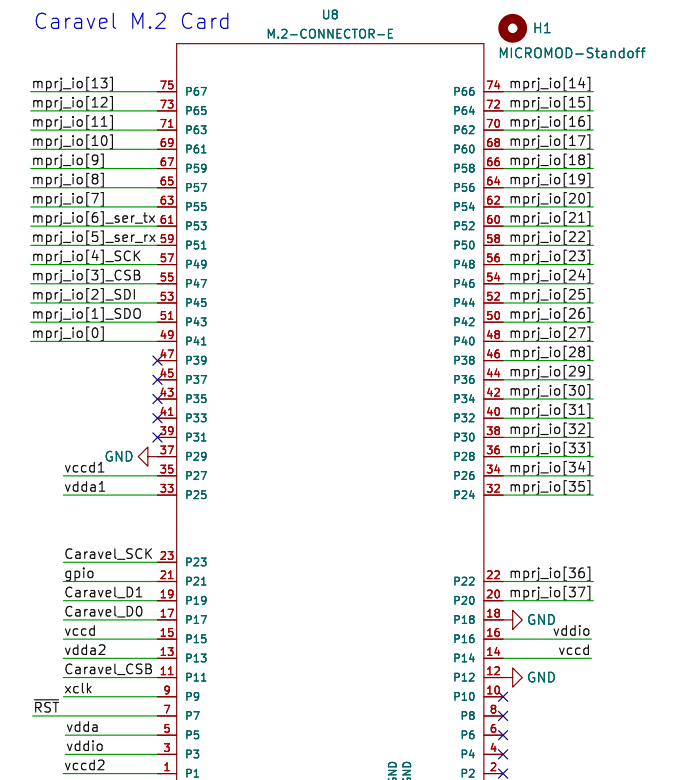 Caravel M.2 Card
U8
M.2-CONNECTOR-E
H1
MICROMOD-Standoff
mprj_io[13] 75 P67 P66 74 mprj_io[14]
mprj_io[12] 73 P65 P64 72 mprj_io[15]
mprj_io[11] 71 P63 P62 70 mprj_io[16]
mprj_io[10] 69 P61 P60 68 mprj_io[17]
mprj_io[9] 67 P59 P58 66 mprj_io[18]
mprj_io[8] 65 P57 P56 64 mprj_io[19]
mprj_io[7] 63 P55 P54 62 mprj_io[20]
mprj_io[6]_ser_tx 61 P53 P52 60 mprj_io[21]
mprj_io[5]_ser_rx 59 P51 P50 58 mprj_io[22]
mprj_io[4]_SCK 57 P49 P48 56 mprj_io[23]
mprj_io[3]_CSB 55 P47 P46 54 mprj_io[24]
mprj_io[2]_SDI 53 P45 P44 52 mprj_io[25]
mprj_io[1]_SDO 51 P43 P42 50 mprj_io[26]
mprj_io[0] 49 P41 P40 48 mprj_io[27]
47 P39 P38 46 mprj_io[28]
45 P37 P36 44 mprj_io[29]
43 P35 P34 42 mprj_io[30]
41 P33 P32 40 mprj_io[31]
39 P31 P30 38 mprj_io[32]
GND 37 P29 P28 36 mprj_io[33]
vccd1 35 P27 P26 34 mprj_io[34]
vdda1 33 P25 P24 32 mprj_io[35]
Caravel_SCK 23 P23
gpio 21 P21 P22 22 mprj_io[36]
Caravel_D1 19 P19 P20 20 mprj_io[37]
Caravel_D0 17 P17 P18 18 GND
vccd 15 P15 P16 16 vddio
vdda2 13 P13 P14 14 vccd
Caravel_CSB 11 P11 P12 12 GND
xclk 9 P9 P10 10
RST 7 P7 P8 8
vdda 5 P5 P6 6
vddio 3 P3 P4 4
vccd2 1 P1 P2 2
GND
GND